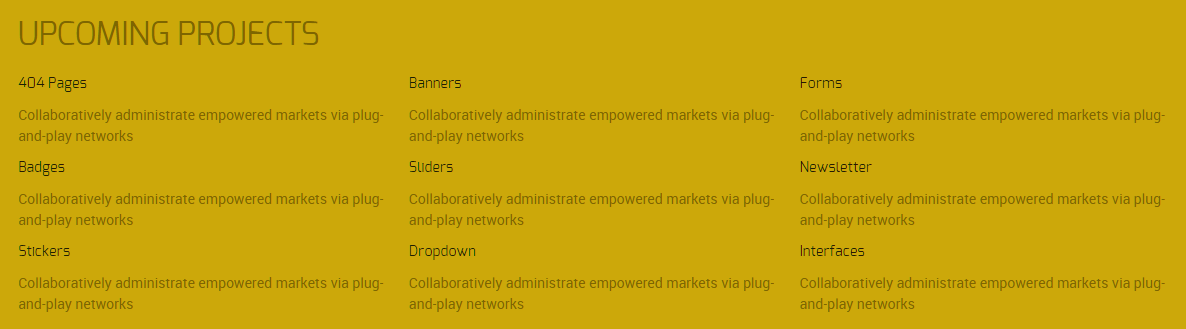 UPCOMING PROJECTS
404 Pages
Collaboratively administrate empowered markets via plug-
and-play networks
Banners
Collaboratively administrate empowered markets via plug-
and-play networks
Forms
Collaboratively administrate empowered markets via plug-
and-play networks
Badges
Collaboratively administrate empowered markets via plug-
and-play networks
Sliders
Collaboratively administrate empowered markets via plug-
and-play networks
Newsletter
Collaboratively administrate empowered markets via plug-
and-play networks
Stickers
Collaboratively administrate empowered markets via plug-
and-play networks
Dropdown
Collaboratively administrate empowered markets via plug-
and-play networks
Interfaces
Collaboratively administrate empowered markets via plug-
and-play networks